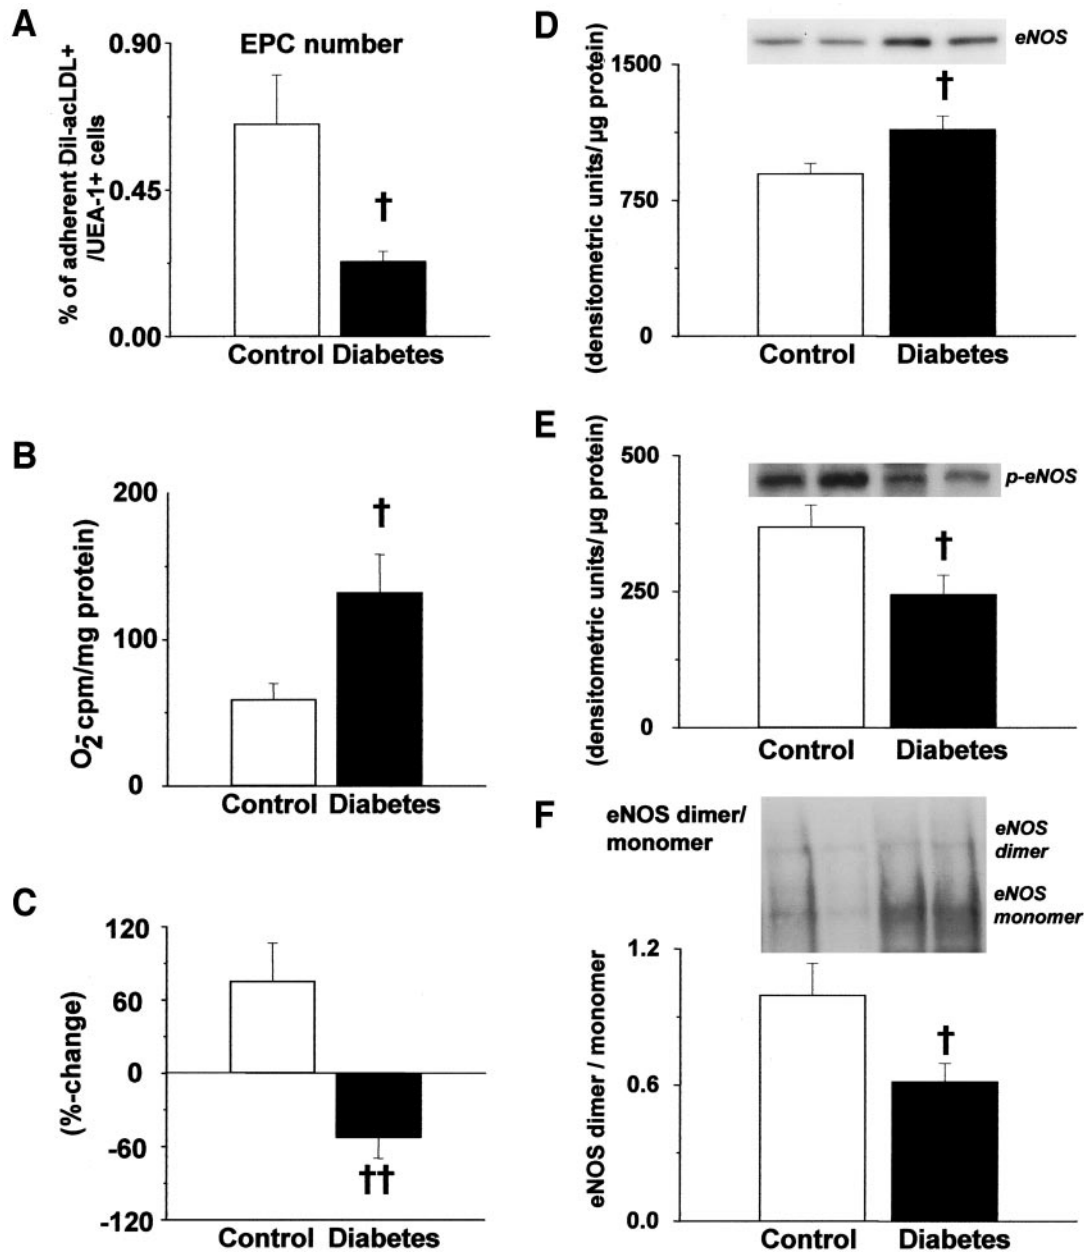 A
EPC number
% of adherent Dil-acLDL+
/UEA-1+ cells
0.90
0.45
0.00
†
Control Diabetes
B
O2- cpm/mg protein)
200
100
0
†
Control Diabetes
C
(%-change)
120
60
0
-60
-120
††
Control Diabetes
D
(densitometric units/µg protein)
eNOS
1500
750
0
†
Control Diabetes
E
(densitometric units/µg protein)
p-eNOS
500
250
0
†
Control Diabetes
F
eNOS dimer/
monomer
eNOS
dimer
eNOS
monomer
eNOS dimer / monomer
1.2
0.6
0.0
†
Control Diabetes